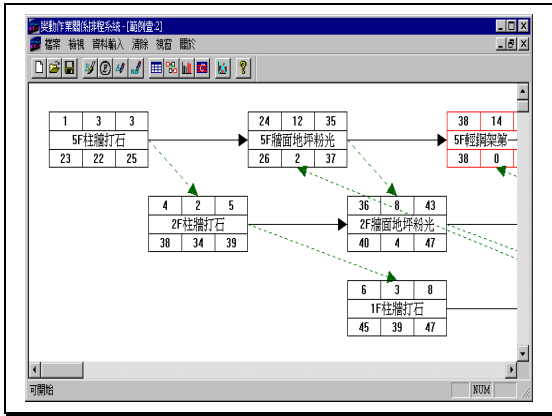 變動作業關係排程系統 - [範例壹-2]
檔案 檢視 資料輸入 清除 視窗 關於
1 3 3
5F柱牆打石
23 22 25
24 12 35
5F牆面地坪粉光
26 2 37
38 14
5F輕鋼架第一
38 0
4 2 5
2F柱牆打石
38 34 39
36 8 43
2F牆面地坪粉光
40 4 47
6 3 8
1F柱牆打石
45 39 47
可開始
NUM